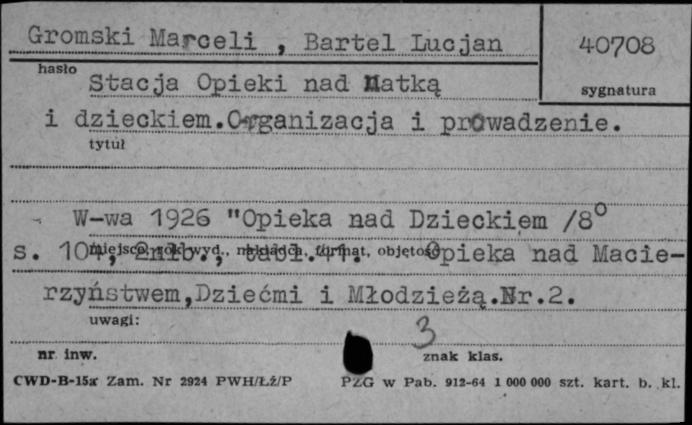 Gromski Marceli , Bartel Lucjan
40708
hasło
sygnatura
Stacja Opieki nad Matką
i dzieckiem.Organizacja i prowadzenie.
tytuł
W-wa 1926 "Opieka nad Dzieckiem /8°
miejsce, rok wyd., nakładca, format, objętość
s. 10 Opieka nad Macie-
rzyństwem,Dziećmi i Młodzieżą.Nr.2.
uwagi:
3
nr. inw.
znak klas.
CWD-B-15a Zam. Nr 2924 PWH/Łż/P
PZG w Pab. 912-64 1 000 000 szt. kart. b. kl.